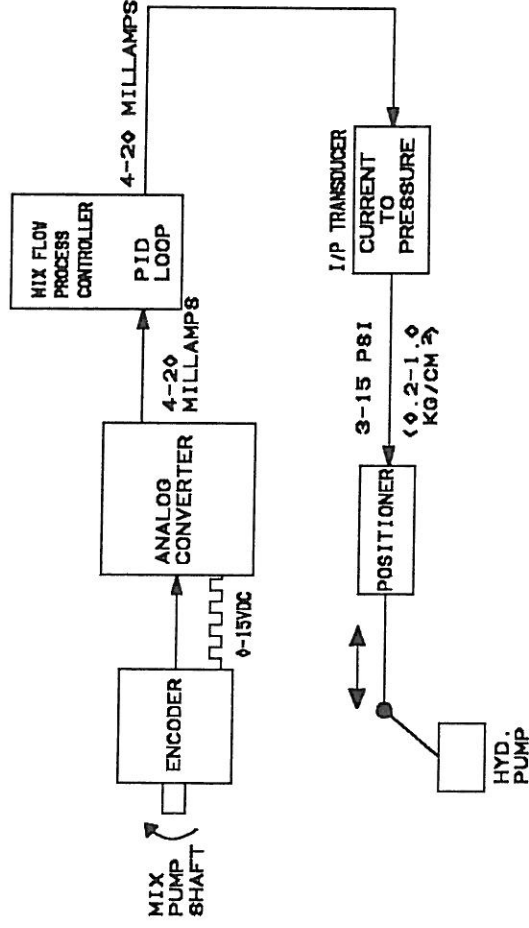 MIX
PUMP
SHAFT
ENCODER
0-15VDC
ANALOG
CONVERTER
4-20
MILLAMPS
MIX FLOW
PROCESS
CONTROLLER
PID
LOOP
4-20 MILLAMPS
I/P TRANSDUCER
CURRENT
TO
PRESSURE
3-15 PSI
(0.2-1.0
KG/CM 2)
POSITIONER
HYD.
PUMP